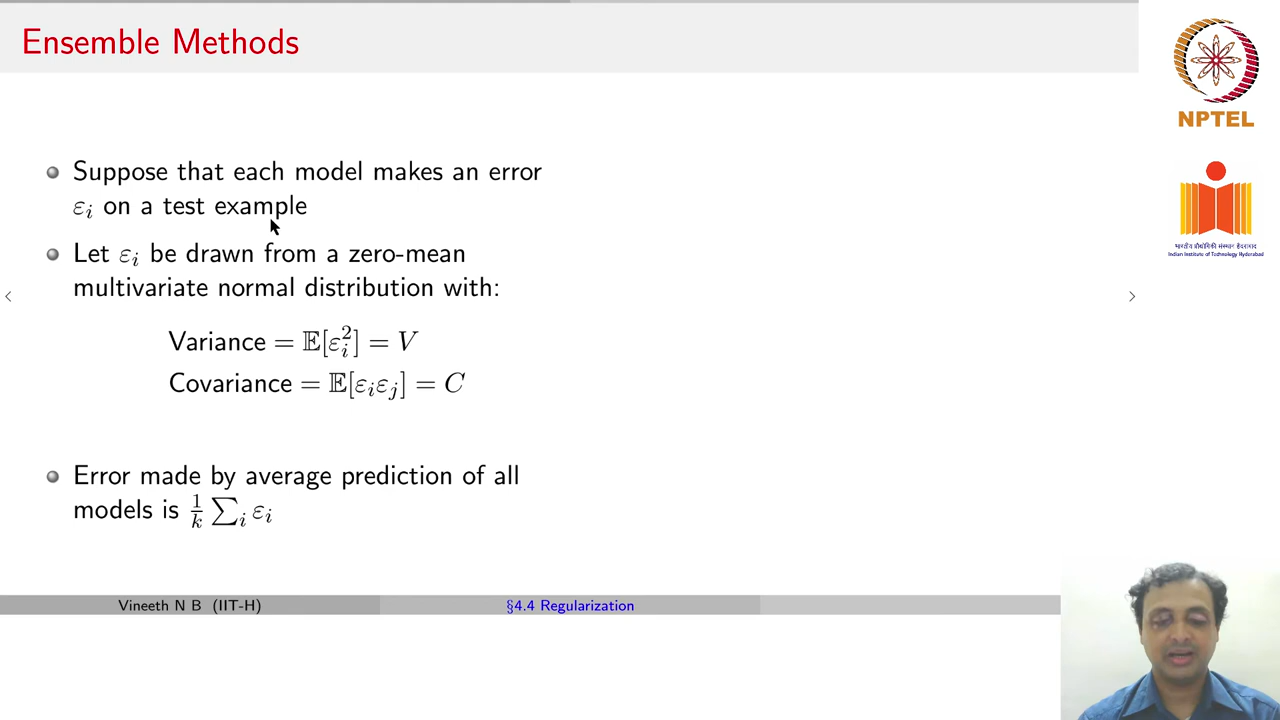 Ensemble Methods
NPTEL
Suppose that each model makes an error
εᵢ on a test example
Let εᵢ be drawn from a zero-mean
multivariate normal distribution with:
Variance = 𝔼[εᵢ²] = V
Covariance = 𝔼[εᵢεⱼ] = C
Error made by average prediction of all
models is 1/k ∑ᵢ εᵢ
भारतीय प्रौद्योगिकी संस्थान हैदराबाद
Indian Institute of Technology Hyderabad
Vineeth N B (IIT-H)
§4.4 Regularization